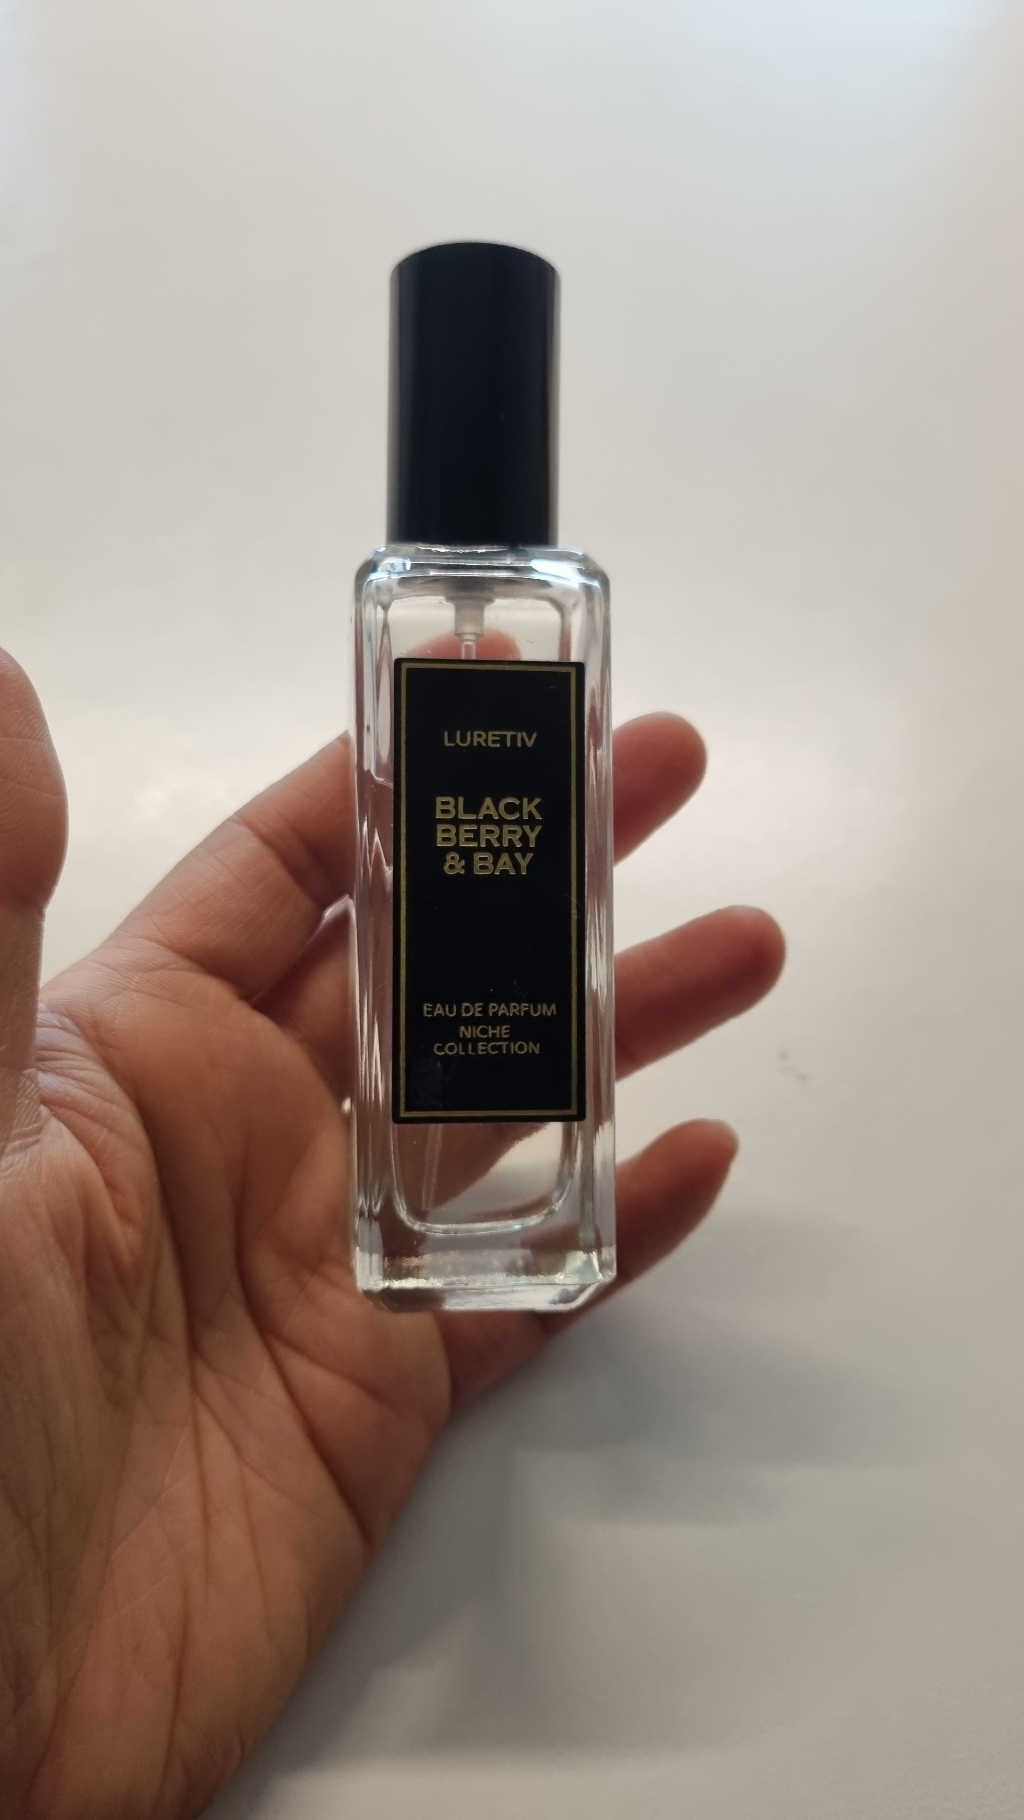 LURETIV
BLACK
BERRY
& BAY
EAU DE PARFUM
NICHE
COLLECTION